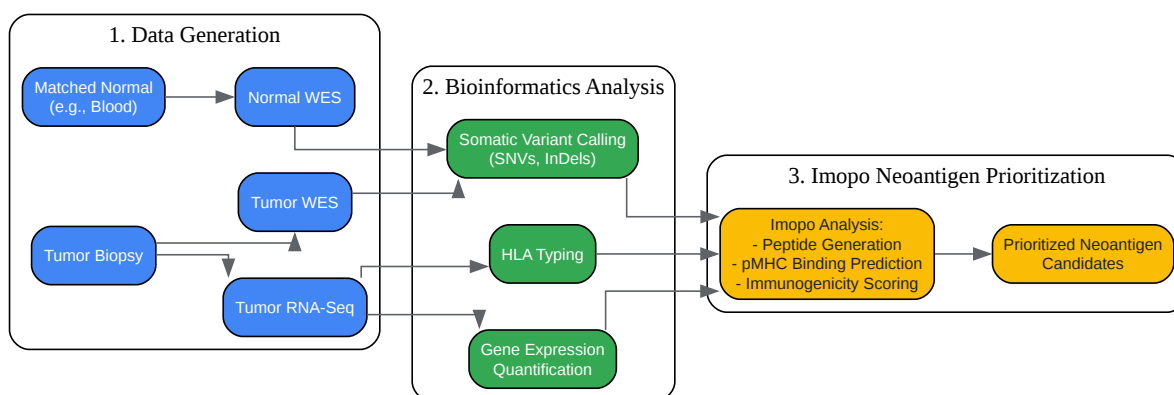 1. Data Generation
Matched Normal
(e.g., Blood)
Normal WES
Tumor WES
Tumor Biopsy
Tumor RNA-Seq
2. Bioinformatics Analysis
Somatic Variant Calling
(SNVs, InDels)
HLA Typing
Gene Expression
Quantification
3. Imopo Neoantigen Prioritization
Imopo Analysis:
- Peptide Generation
- pMHC Binding Prediction
- Immunogenicity Scoring
Prioritized Neoantigen
Candidates